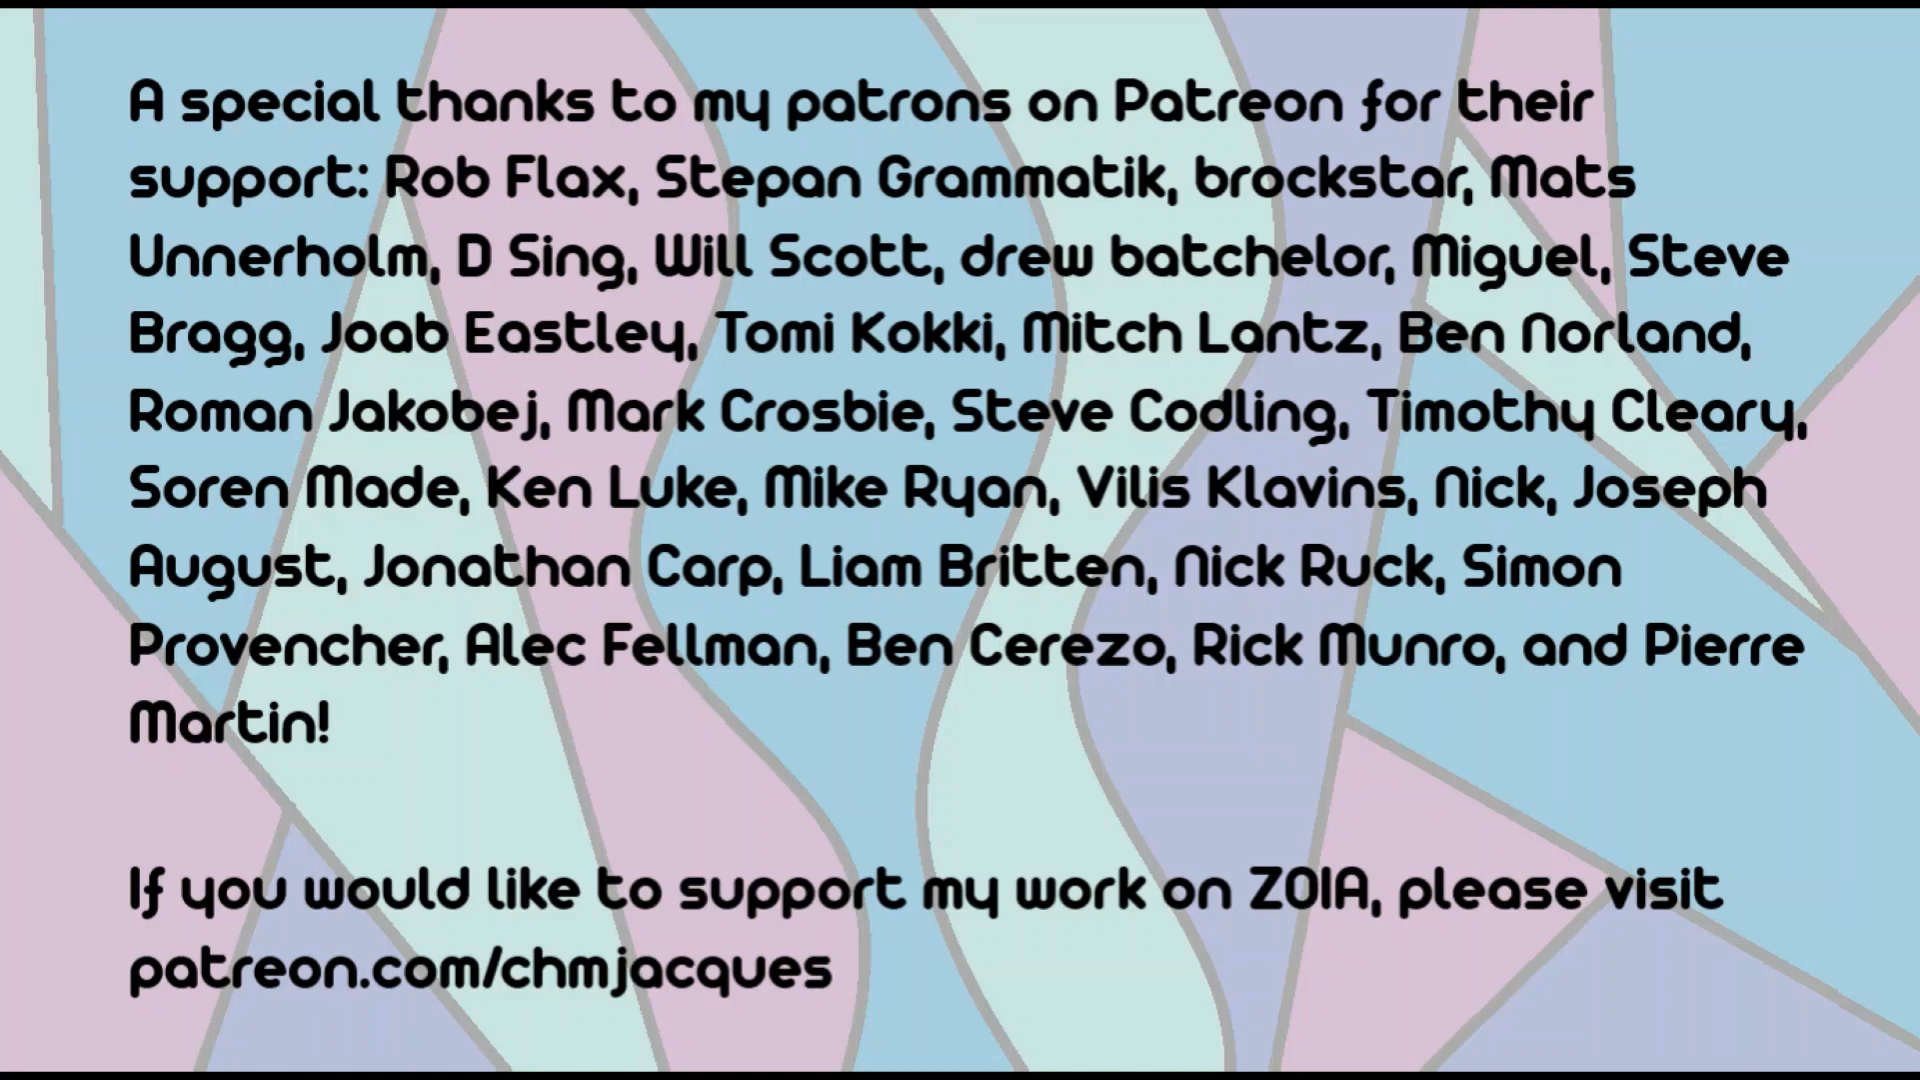 A special thanks to my patrons on Patreon for their
support: Rob Flax, Stepan Grammatik, brockstar, Mats
Unnerholm, D Sing, Will Scott, drew batchelor, Miguel, Steve
Bragg, Joab Eastley, Tomi Kokki, Mitch Lantz, Ben Norland,
Roman Jakobej, Mark Crosbie, Steve Codling, Timothy Cleary,
Soren Made, Ken Luke, Mike Ryan, Vilis Klavins, Nick, Joseph
August, Jonathan Carp, Liam Britten, Nick Ruck, Simon
Provencher, Alec Fellman, Ben Cerezo, Rick Munro, and Pierre
Martin!
If you would like to support my work on ZOIA, please visit
patreon.com/chmjacques